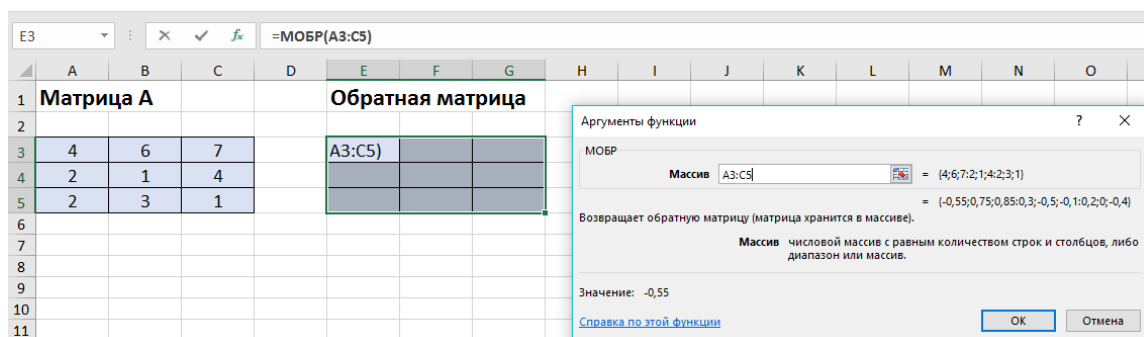 E3 =МОБР(A3:C5)
A B C D E F G H I J K L M N O
1 Матрица А Обратная матрица
2
3 4 6 7 A3:C5)
4 2 1 4
5 2 3 1
6
7
8
9
10
11
Аргументы функции ? ×
МОБР
Массив A3:C5 = {4;6;7:2;1;4:2;3;1}
= {-0,55;0,75;0,85:0,3;-0,5;-0,1:0,2;0;-0,4}
Возвращает обратную матрицу (матрица хранится в массиве).
Массив числовой массив с равным количеством строк и столбцов, либо
диапазон или массив.
Значение: -0,55
Справка по этой функции ОК Отмена